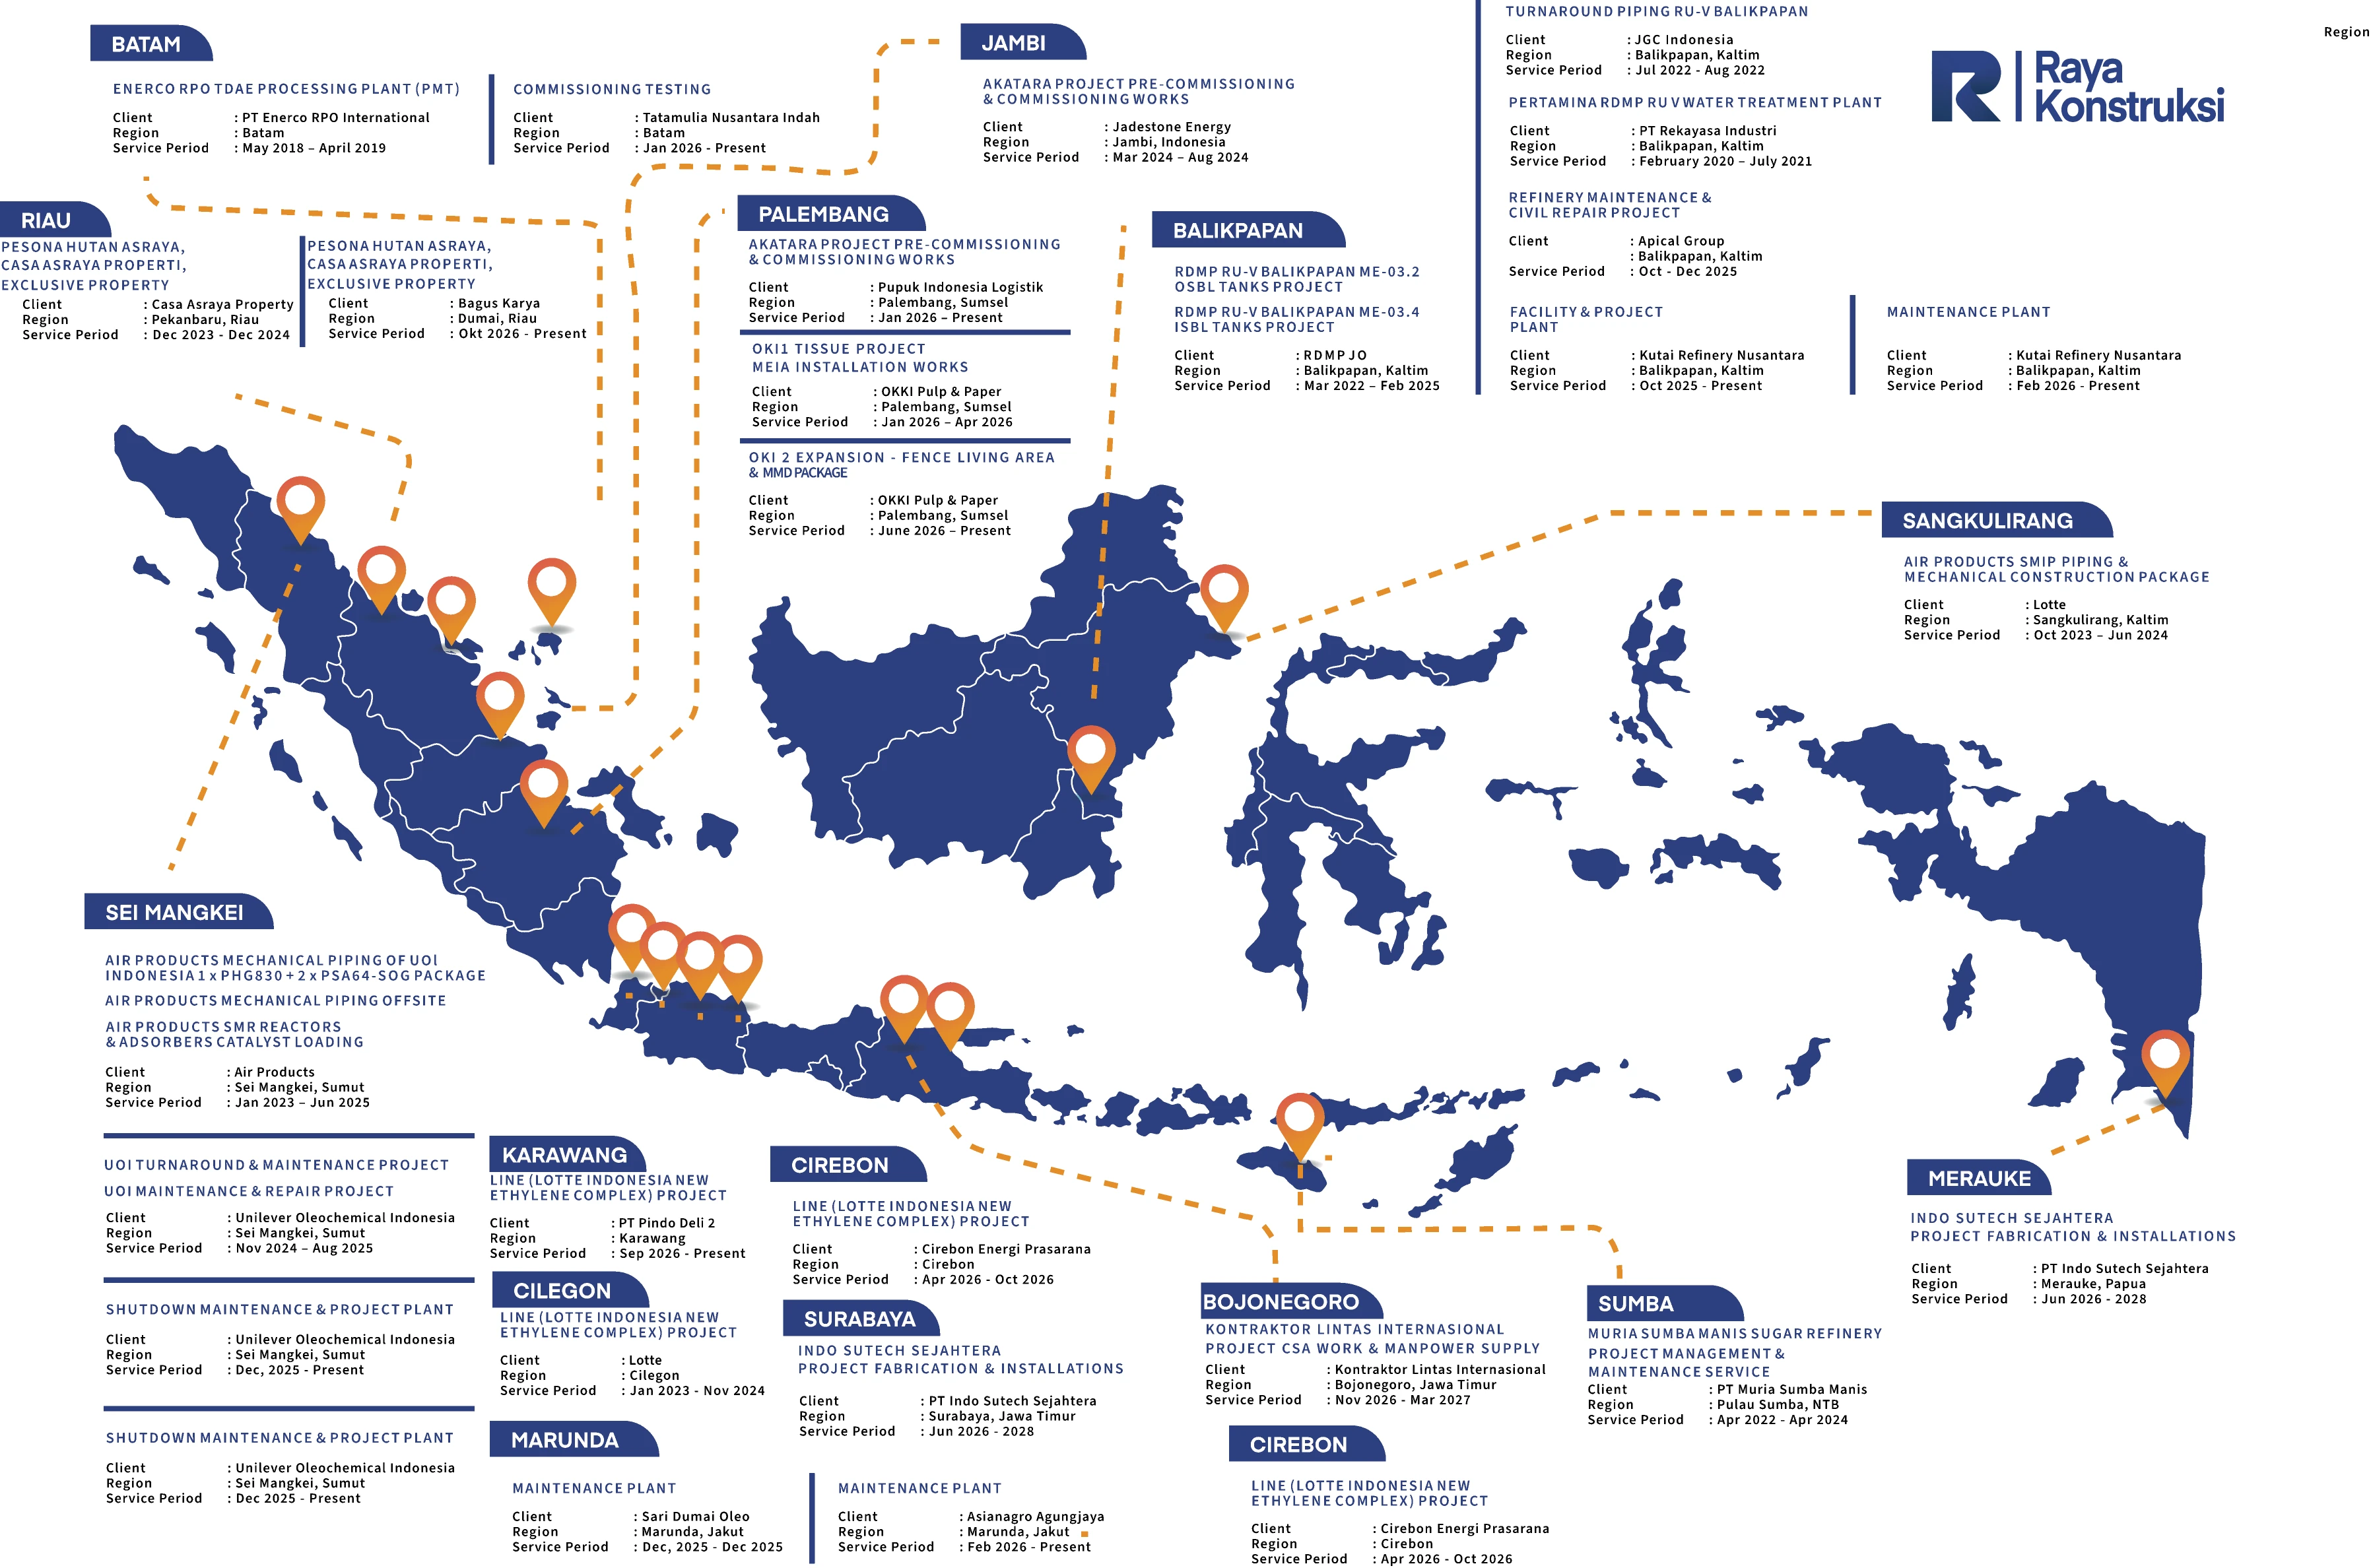 BATAM
ENERCO RPO TDAE PROCESSING PLANT (PMT)
Client : PT Enerco RPO International
Region : Batam
Service Period : May 2018 – April 2019
COMMISSIONING TESTING
Client : Tatamulia Nusantara Indah
Region : Batam
Service Period : Jan 2026 - Present
JAMBI
AKATARA PROJECT PRE-COMMISSIONING
& COMMISSIONING WORKS
Client : Jadestone Energy
Region : Jambi, Indonesia
Service Period : Mar 2024 – Aug 2024
TURNAROUND PIPING RU-V BALIKPAPAN
Client : JGC Indonesia
Region : Balikpapan, Kaltim
Service Period : Jul 2022 - Aug 2022
PERTAMINA RDMP RU V WATER TREATMENT PLANT
Client : PT Rekayasa Industri
Region : Balikpapan, Kaltim
Service Period : February 2020 – July 2021
REFINERY MAINTENANCE &
CIVIL REPAIR PROJECT
Client : Apical Group
: Balikpapan, Kaltim
Service Period : Oct - Dec 2025
FACILITY & PROJECT
PLANT
Client : Kutai Refinery Nusantara
Region : Balikpapan, Kaltim
Service Period : Oct 2025 - Present
MAINTENANCE PLANT
Client : Kutai Refinery Nusantara
Region : Balikpapan, Kaltim
Service Period : Feb 2026 - Present
Region
Raya
Konstruksi
RIAU
PESONA HUTAN ASRAYA,
CASA ASRAYA PROPERTI,
EXCLUSIVE PROPERTY
Client : Casa Asraya Property
Region : Pekanbaru, Riau
Service Period : Dec 2023 - Dec 2024
PESONA HUTAN ASRAYA,
CASA ASRAYA PROPERTI,
EXCLUSIVE PROPERTY
Client : Bagus Karya
Region : Dumai, Riau
Service Period : Okt 2026 - Present
PALEMBANG
AKATARA PROJECT PRE-COMMISSIONING
& COMMISSIONING WORKS
Client : Pupuk Indonesia Logistik
Region : Palembang, Sumsel
Service Period : Jan 2026 – Present
OKI1 TISSUE PROJECT
MEIA INSTALLATION WORKS
Client : OKKI Pulp & Paper
Region : Palembang, Sumsel
Service Period : Jan 2026 – Apr 2026
OKI 2 EXPANSION - FENCE LIVING AREA
& MMD PACKAGE
Client : OKKI Pulp & Paper
Region : Palembang, Sumsel
Service Period : June 2026 – Present
BALIKPAPAN
RDMP RU-V BALIKPAPAN ME-03.2
OSBL TANKS PROJECT
RDMP RU-V BALIKPAPAN ME-03.4
ISBL TANKS PROJECT
Client : RDMP JO
Region : Balikpapan, Kaltim
Service Period : Mar 2022 – Feb 2025
SANGKULIRANG
AIR PRODUCTS SMIP PIPING &
MECHANICAL CONSTRUCTION PACKAGE
Client : Lotte
Region : Sangkulirang, Kaltim
Service Period : Oct 2023 – Jun 2024
SEI MANGKEI
AIR PRODUCTS MECHANICAL PIPING OF UOI
INDONESIA 1 x PHG830 + 2 x PSA64-SOG PACKAGE
AIR PRODUCTS MECHANICAL PIPING OFFSITE
AIR PRODUCTS SMR REACTORS
& ADSORBERS CATALYST LOADING
Client : Air Products
Region : Sei Mangkei, Sumut
Service Period : Jan 2023 – Jun 2025
UOI TURNAROUND & MAINTENANCE PROJECT
UOI MAINTENANCE & REPAIR PROJECT
Client : Unilever Oleochemical Indonesia
Region : Sei Mangkei, Sumut
Service Period : Nov 2024 – Aug 2025
SHUTDOWN MAINTENANCE & PROJECT PLANT
Client : Unilever Oleochemical Indonesia
Region : Sei Mangkei, Sumut
Service Period : Dec, 2025 - Present
SHUTDOWN MAINTENANCE & PROJECT PLANT
Client : Unilever Oleochemical Indonesia
Region : Sei Mangkei, Sumut
Service Period : Dec 2025 - Present
KARAWANG
LINE (LOTTE INDONESIA NEW
ETHYLENE COMPLEX) PROJECT
Client : PT Pindo Deli 2
Region : Karawang
Service Period : Sep 2026 - Present
CILEGON
LINE (LOTTE INDONESIA NEW
ETHYLENE COMPLEX) PROJECT
Client : Lotte
Region : Cilegon
Service Period : Jan 2023 - Nov 2024
MARUNDA
MAINTENANCE PLANT
Client : Sari Dumai Oleo
Region : Marunda, Jakut
Service Period : Dec, 2025 - Dec 2025
MAINTENANCE PLANT
Client : Asianagro Agungjaya
Region : Marunda, Jakut
Service Period : Feb 2026 - Present
CIREBON
LINE (LOTTE INDONESIA NEW
ETHYLENE COMPLEX) PROJECT
Client : Cirebon Energi Prasarana
Region : Cirebon
Service Period : Apr 2026 - Oct 2026
SURABAYA
INDO SUTECH SEJAHTERA
PROJECT FABRICATION & INSTALLATIONS
Client : PT Indo Sutech Sejahtera
Region : Surabaya, Jawa Timur
Service Period : Jun 2026 - 2028
BOJONEGORO
KONTRAKTOR LINTAS INTERNASIONAL
PROJECT CSA WORK & MANPOWER SUPPLY
Client : Kontraktor Lintas Internasional
Region : Bojonegoro, Jawa Timur
Service Period : Nov 2026 - Mar 2027
CIREBON
LINE (LOTTE INDONESIA NEW
ETHYLENE COMPLEX) PROJECT
Client : Cirebon Energi Prasarana
Region : Cirebon
Service Period : Apr 2026 - Oct 2026
SUMBA
MURIA SUMBA MANIS SUGAR REFINERY
PROJECT MANAGEMENT &
MAINTENANCE SERVICE
Client : PT Muria Sumba Manis
Region : Pulau Sumba, NTB
Service Period : Apr 2022 - Apr 2024
MERAUKE
INDO SUTECH SEJAHTERA
PROJECT FABRICATION & INSTALLATIONS
Client : PT Indo Sutech Sejahtera
Region : Merauke, Papua
Service Period : Jun 2026 - 2028